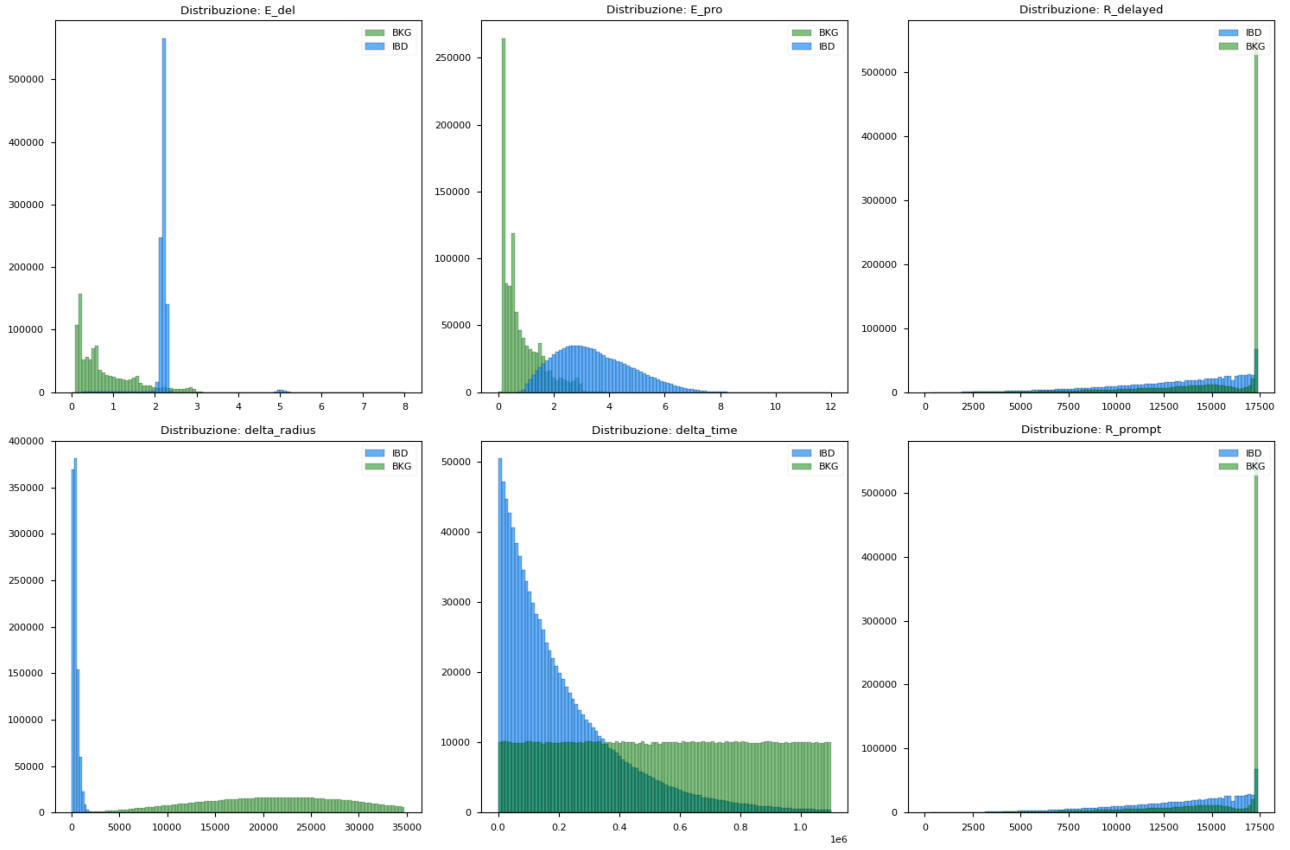 Distribuzione: E_del
BKG
IBD
500000
400000
300000
200000
100000
0
0 1 2 3 4 5 6 7 8
Distribuzione: E_pro
BKG
IBD
250000
200000
150000
100000
50000
0
0 2 4 6 8 10 12
Distribuzione: R_delayed
IBD
BKG
500000
400000
300000
200000
100000
0
0 2500 5000 7500 10000 12500 15000 17500
Distribuzione: delta_radius
IBD
BKG
400000
350000
300000
250000
200000
150000
100000
50000
0
0 5000 10000 15000 20000 25000 30000 35000
Distribuzione: delta_time
IBD
BKG
50000
40000
30000
20000
10000
0
0.0 0.2 0.4 0.6 0.8 1.0
1e6
Distribuzione: R_prompt
IBD
BKG
500000
400000
300000
200000
100000
0
0 2500 5000 7500 10000 12500 15000 17500